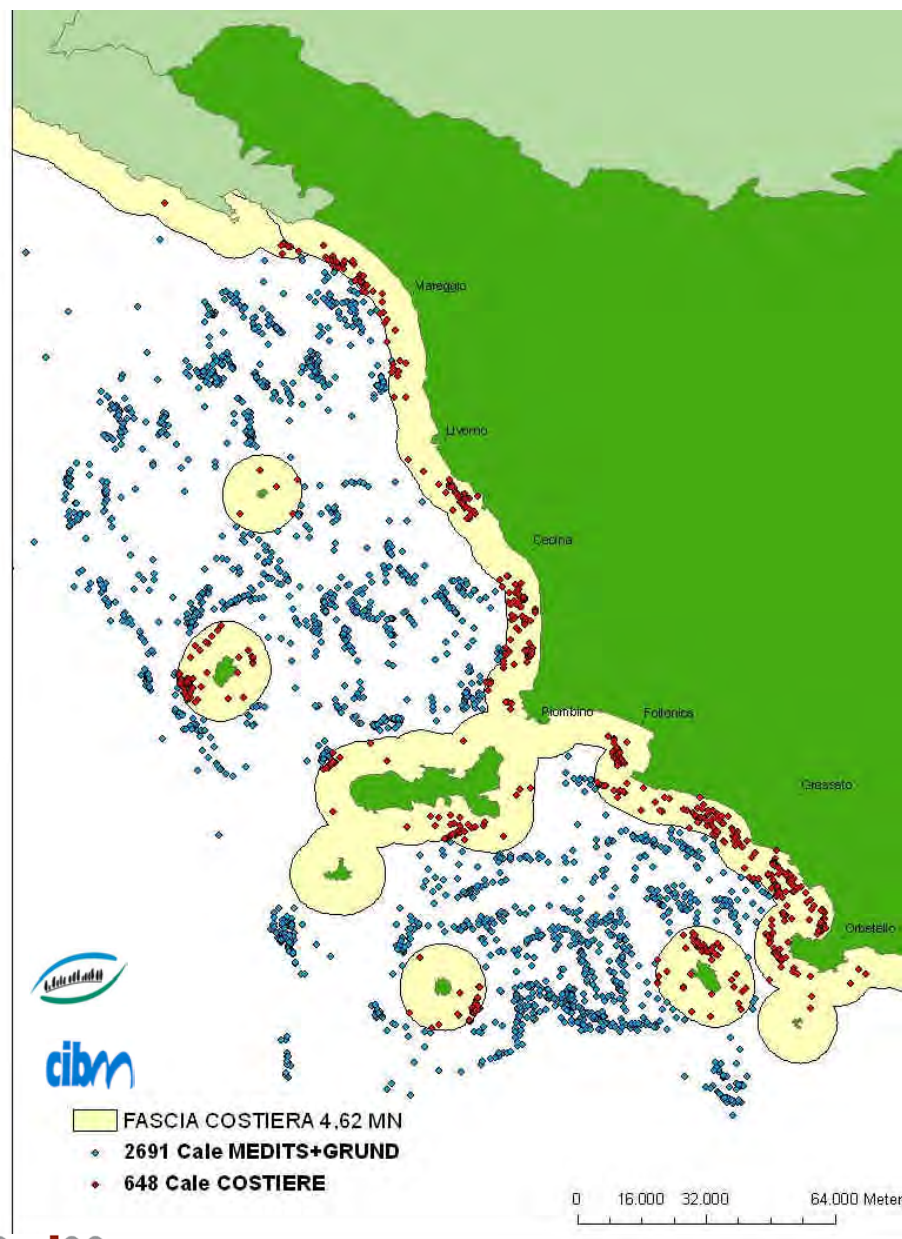 Mareggio
Livorno
Cecina
Piombino
Follonica
Grosseto
Orbetello
cibm
FASCIA COSTIERA 4,62 MN
2691 Cale MEDITS+GRUND
648 Cale COSTIERE
0 16.000 32.000 64.000 Meter